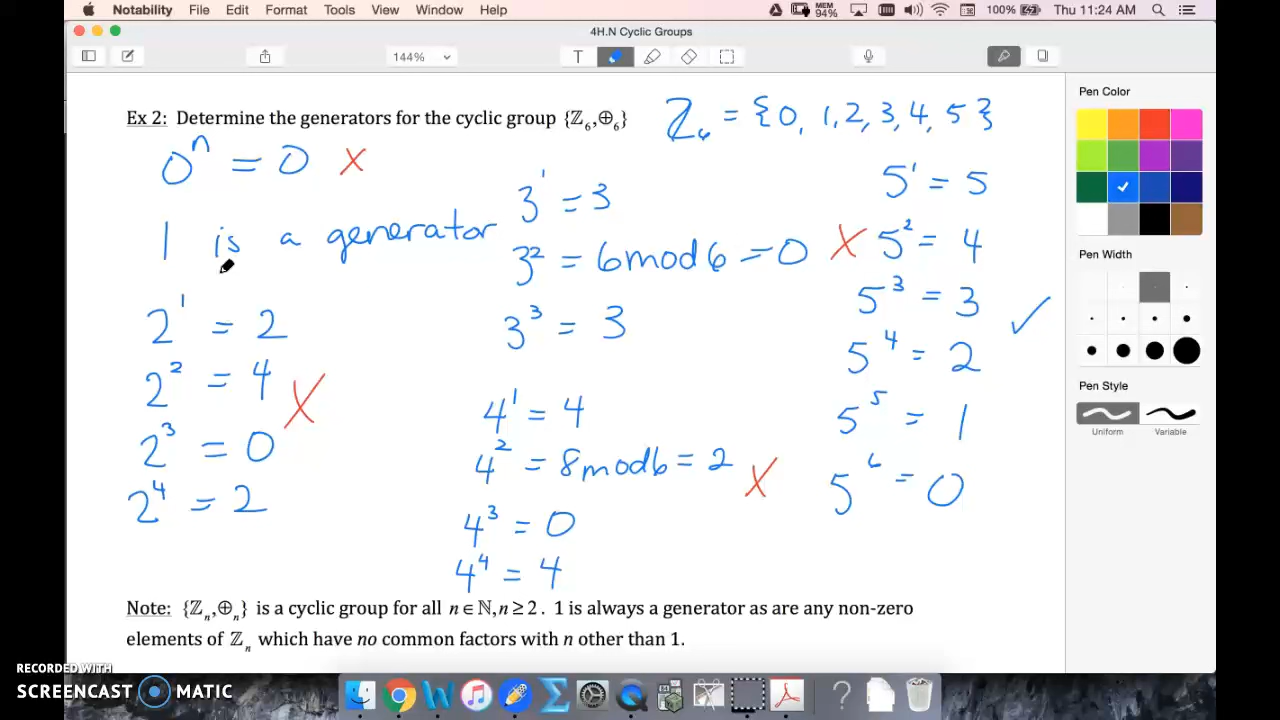 Notability File Edit Format Tools View Window Help MEM 94% 100% Thu 11:24 AM
4H.N Cyclic Groups
T 144%
Ex 2: Determine the generators for the cyclic group {ℤ₆,⊕₆}
ℤ₆ = {0, 1, 2, 3, 4, 5}
0ⁿ = 0 X
1 is a generator
2¹ = 2
2² = 4 X
2³ = 0
2⁴ = 2
3¹ = 3
3² = 6mod6 = 0 X
3³ = 3
4¹ = 4
4² = 8mod6 = 2 X
4³ = 0
4⁴ = 4
5¹ = 5
5² = 4
5³ = 3 ✓
5⁴ = 2
5⁵ = 1
5⁶ = 0
Note: {ℤₙ,⊕ₙ} is a cyclic group for all n∈ℕ, n≥2. 1 is always a generator as are any non-zero
elements of ℤₙ which have no common factors with n other than 1.
Pen Color
Pen Width
Pen Style
Uniform Variable
RECORDED WITH
SCREENCAST MATIC